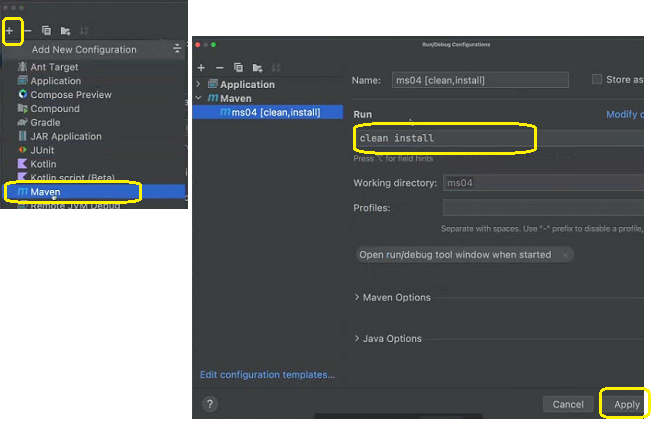 Add New Configuration
Ant Target
Application
Compose Preview
Compound
Gradle
JAR Application
JUnit
Kotlin
Kotlin script (Beta)
Maven
Remote JVM Debug
Run/Debug Configurations
Application
Maven
ms04 [clean,install]
Edit configuration templates...
?
Name: ms04 [clean,install]
Store as
Run
Modify o
clean install
Press \ for field hints
Working directory: ms04
Profiles:
Separate with spaces. Use "-" prefix to disable a profile,
Open run/debug tool window when started ×
Maven Options
Java Options
Cancel
Apply